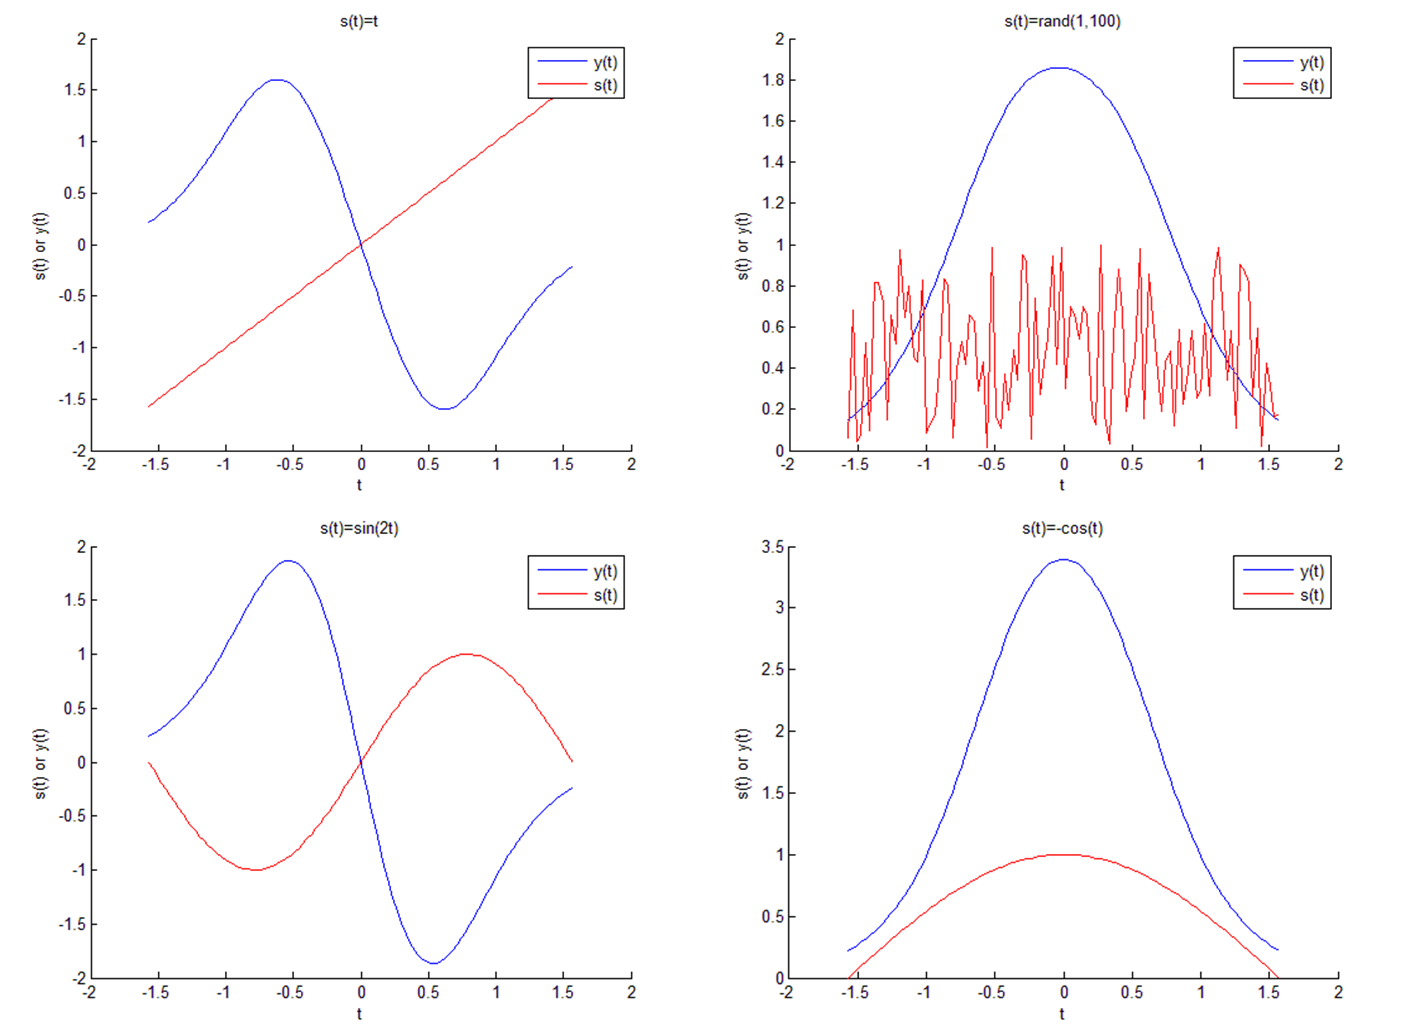 s(t)=t
2
1.5
1
0.5
0
-0.5
-1
-1.5
-2
-2 -1.5 -1 -0.5 0 0.5 1 1.5 2
t
s(t) or y(t)
y(t)
s(t)
s(t)=rand(1,100)
2
1.8
1.6
1.4
1.2
1
0.8
0.6
0.4
0.2
0
-2 -1.5 -1 -0.5 0 0.5 1 1.5 2
t
s(t) or y(t)
y(t)
s(t)
s(t)=sin(2t)
2
1.5
1
0.5
0
-0.5
-1
-1.5
-2
-2 -1.5 -1 -0.5 0 0.5 1 1.5 2
t
s(t) or y(t)
y(t)
s(t)
s(t)=-cos(t)
3.5
3
2.5
2
1.5
1
0.5
0
-2 -1.5 -1 -0.5 0 0.5 1 1.5 2
t
s(t) or y(t)
y(t)
s(t)